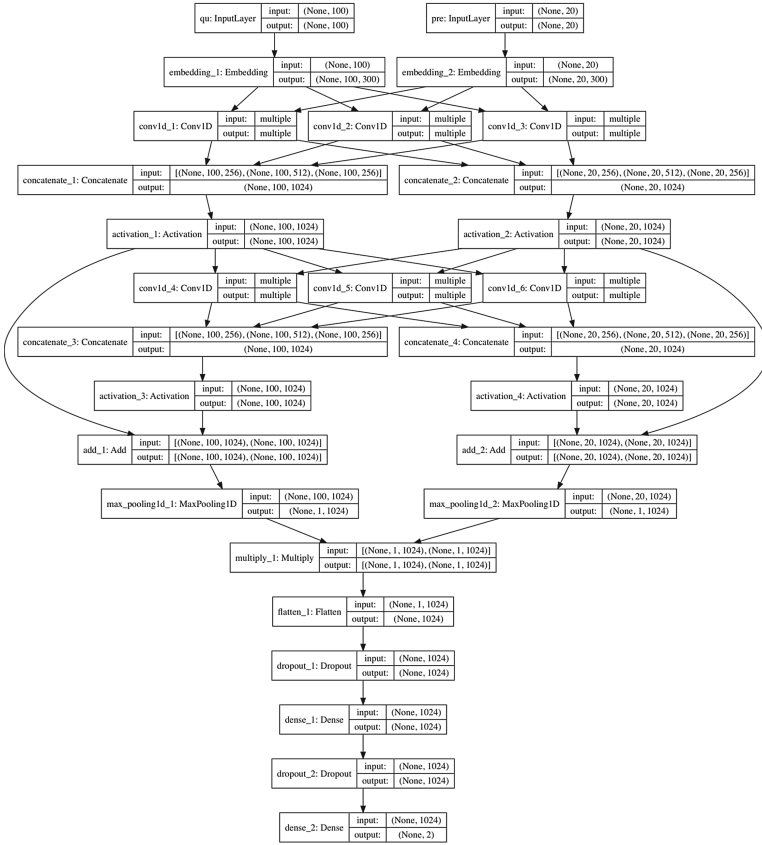 qu: InputLayer input: (None, 100) output: (None, 100)
pre: InputLayer input: (None, 20) output: (None, 20)
embedding_1: Embedding input: (None, 100) output: (None, 100, 300)
embedding_2: Embedding input: (None, 20) output: (None, 20, 300)
conv1d_1: Conv1D input: multiple output: multiple
conv1d_2: Conv1D input: multiple output: multiple
conv1d_3: Conv1D input: multiple output: multiple
concatenate_1: Concatenate input: [(None, 100, 256), (None, 100, 512), (None, 100, 256)] output: (None, 100, 1024)
concatenate_2: Concatenate input: [(None, 20, 256), (None, 20, 512), (None, 20, 256)] output: (None, 20, 1024)
activation_1: Activation input: (None, 100, 1024) output: (None, 100, 1024)
activation_2: Activation input: (None, 20, 1024) output: (None, 20, 1024)
conv1d_4: Conv1D input: multiple output: multiple
conv1d_5: Conv1D input: multiple output: multiple
conv1d_6: Conv1D input: multiple output: multiple
concatenate_3: Concatenate input: [(None, 100, 256), (None, 100, 512), (None, 100, 256)] output: (None, 100, 1024)
concatenate_4: Concatenate input: [(None, 20, 256), (None, 20, 512), (None, 20, 256)] output: (None, 20, 1024)
activation_3: Activation input: (None, 100, 1024) output: (None, 100, 1024)
activation_4: Activation input: (None, 20, 1024) output: (None, 20, 1024)
add_1: Add input: [(None, 100, 1024), (None, 100, 1024)] output: [(None, 100, 1024), (None, 100, 1024)]
add_2: Add input: [(None, 20, 1024), (None, 20, 1024)] output: [(None, 20, 1024), (None, 20, 1024)]
max_pooling1d_1: MaxPooling1D input: (None, 100, 1024) output: (None, 1, 1024)
max_pooling1d_2: MaxPooling1D input: (None, 20, 1024) output: (None, 1, 1024)
multiply_1: Multiply input: [(None, 1, 1024), (None, 1, 1024)] output: [(None, 1, 1024), (None, 1, 1024)]
flatten_1: Flatten input: (None, 1, 1024) output: (None, 1024)
dropout_1: Dropout input: (None, 1024) output: (None, 1024)
dense_1: Dense input: (None, 1024) output: (None, 1024)
dropout_2: Dropout input: (None, 1024) output: (None, 1024)
dense_2: Dense input: (None, 1024) output: (None, 2)